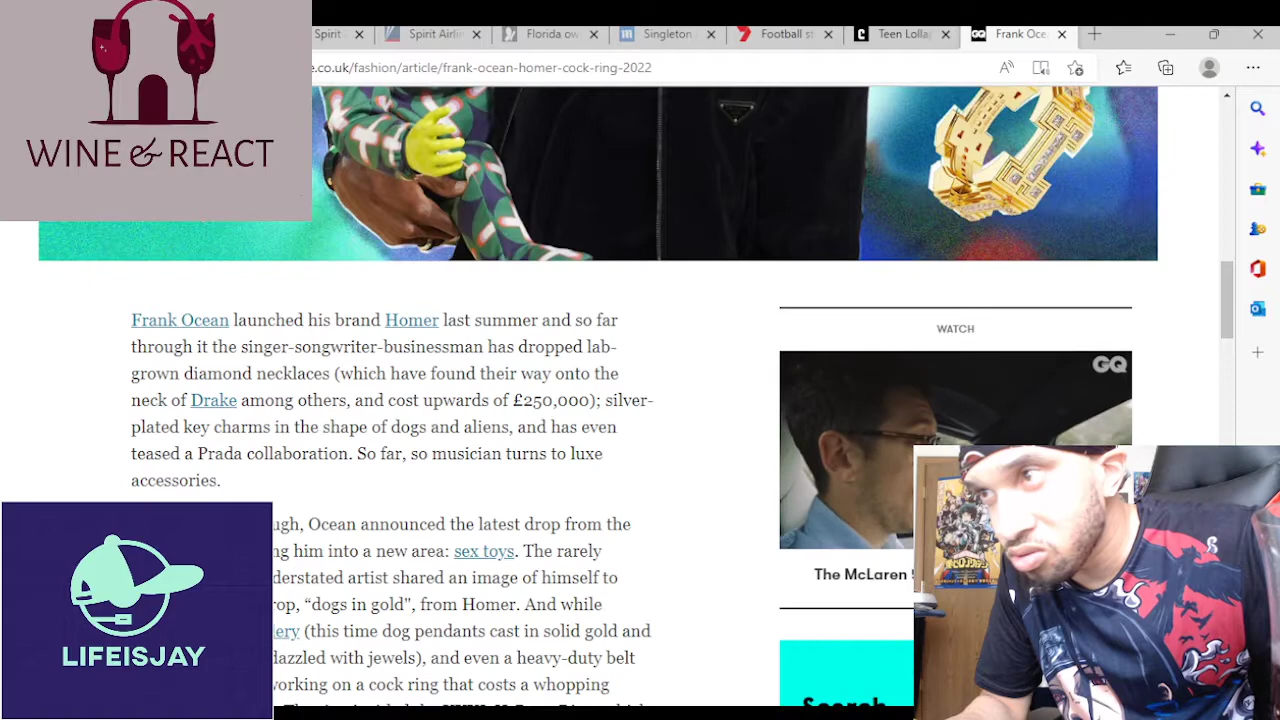 Spirit
Spirit Airlin
Florida ow
Singleton
Football st
Teen Lolla
GQ
Frank Oce
e.co.uk/fashion/article/frank-ocean-homer-cock-ring-2022
WINE & REACT
Frank Ocean launched his brand Homer last summer and so far
through it the singer-songwriter-businessman has dropped lab-
grown diamond necklaces (which have found their way onto the
neck of Drake among others, and cost upwards of £250,000); silver-
plated key charms in the shape of dogs and aliens, and has even
teased a Prada collaboration. So far, so musician turns to luxe
accessories.
ugh, Ocean announced the latest drop from the
ng him into a new area: sex toys. The rarely
derstated artist shared an image of himself to
rop, “dogs in gold”, from Homer. And while
lery (this time dog pendants cast in solid gold and
dazzled with jewels), and even a heavy-duty belt
working on a cock ring that costs a whopping
WATCH
GQ
The McLaren
Search
LIFEISJAY